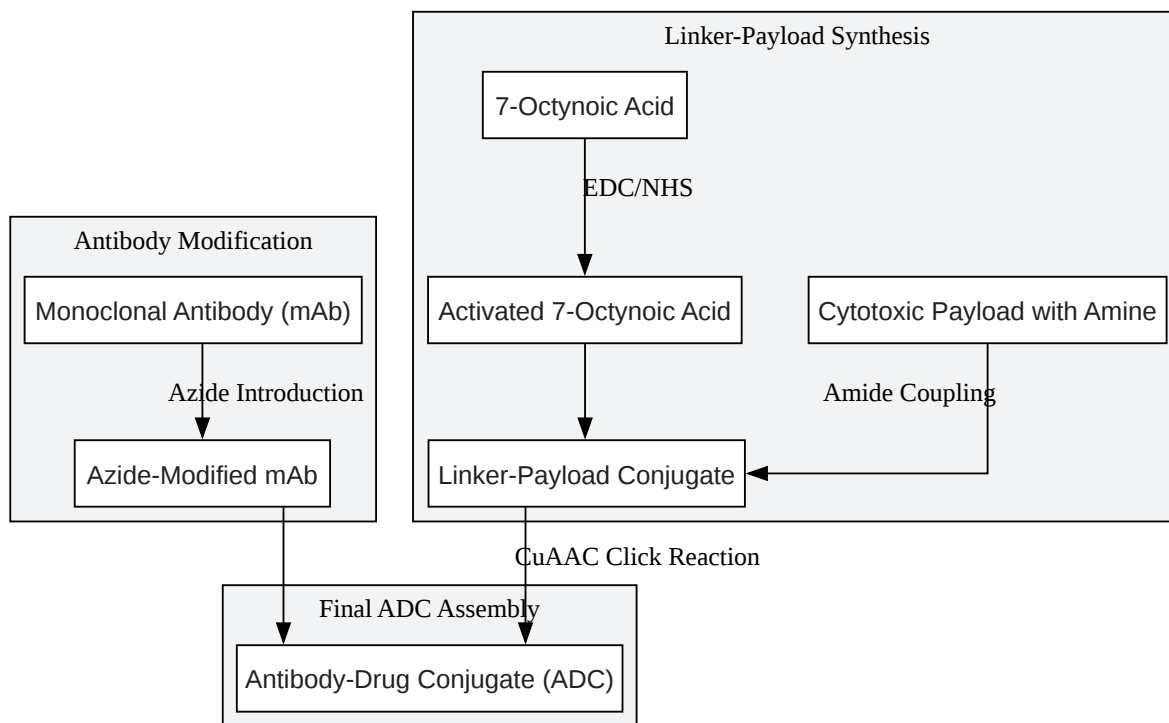 Linker-Payload Synthesis
7-Octynoic Acid
EDC/NHS
Antibody Modification
Monoclonal Antibody (mAb)
Activated 7-Octynoic Acid
Cytotoxic Payload with Amine
Azide Introduction
Amide Coupling
Azide-Modified mAb
Linker-Payload Conjugate
CuAAC Click Reaction
Final ADC Assembly
Antibody-Drug Conjugate (ADC)